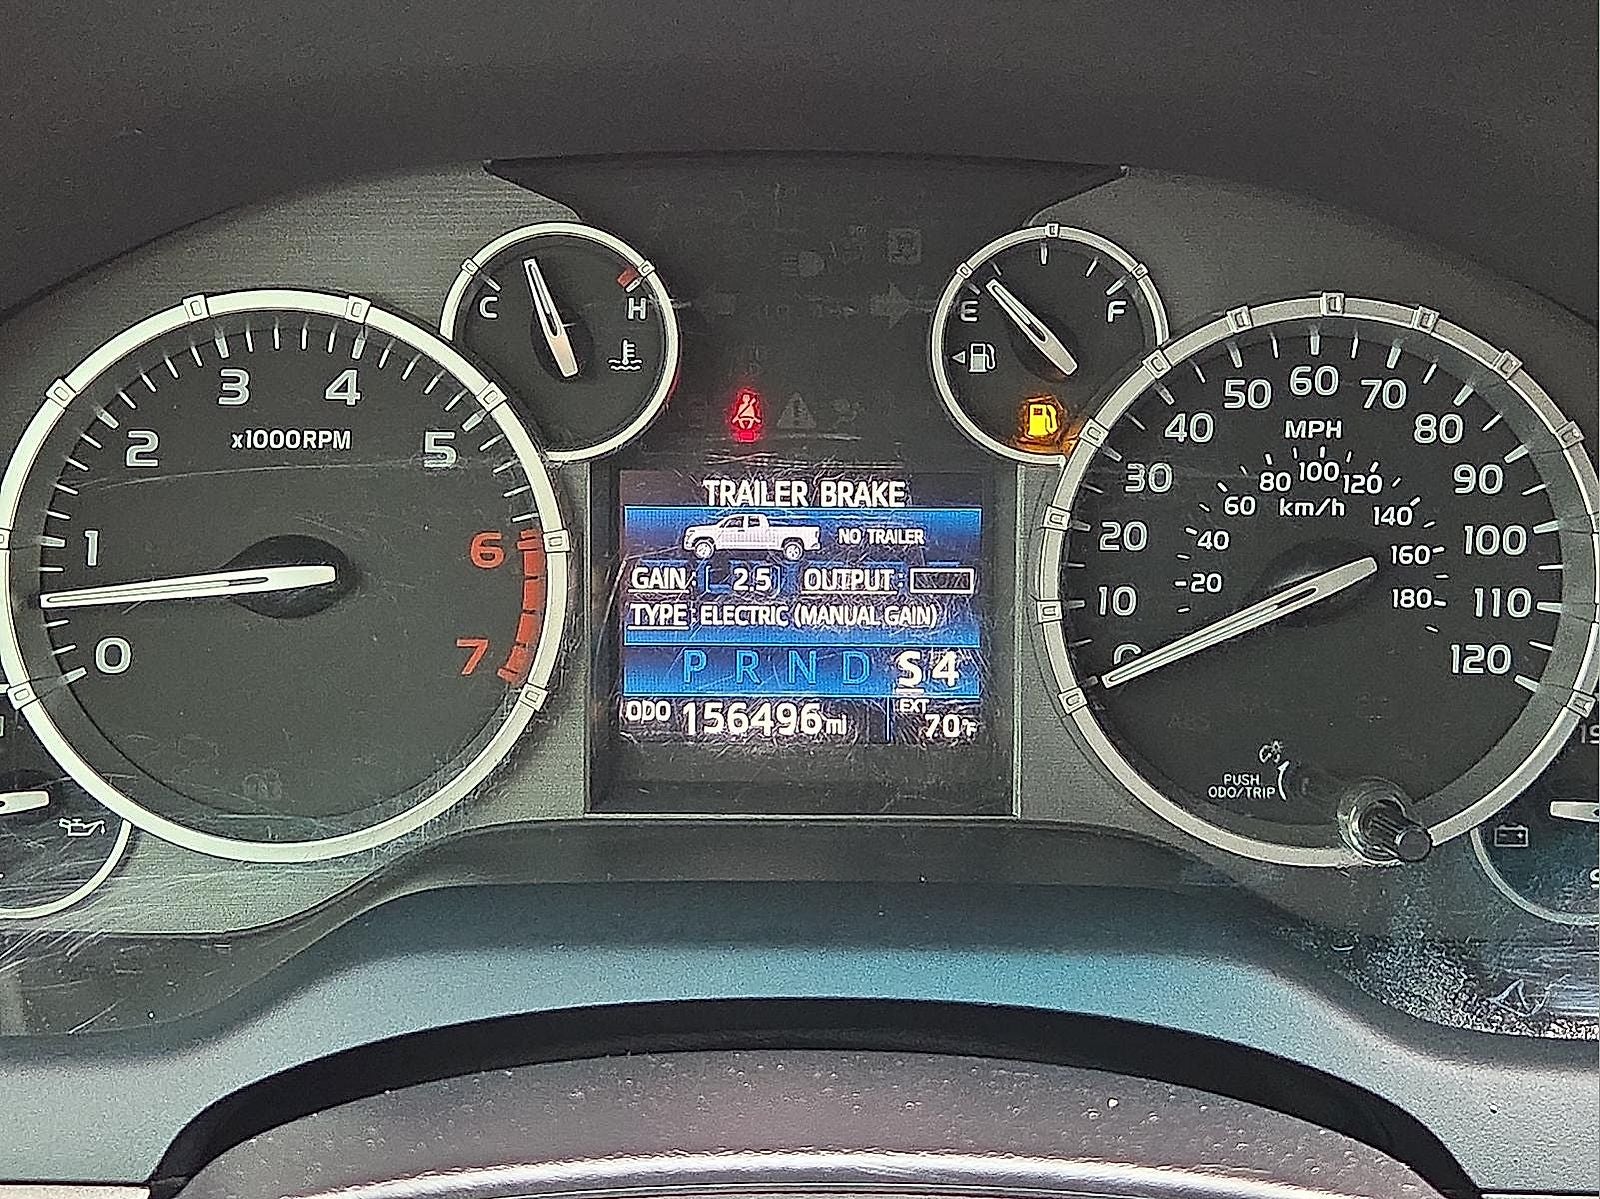 C H
E F
0 1 2 3 4 5 6 7
x1000RPM
0 10 20 30 40 50 60 70 80 90 100 110 120
MPH
20 40 60 80 100 120 140 160 180
km/h
TRAILER BRAKE
NO TRAILER
GAIN: 2.5 OUTPUT:
TYPE: ELECTRIC (MANUAL GAIN)
P R N D S 4
ODO 156496 mi EXT 70°F
PUSH
ODO/TRIP